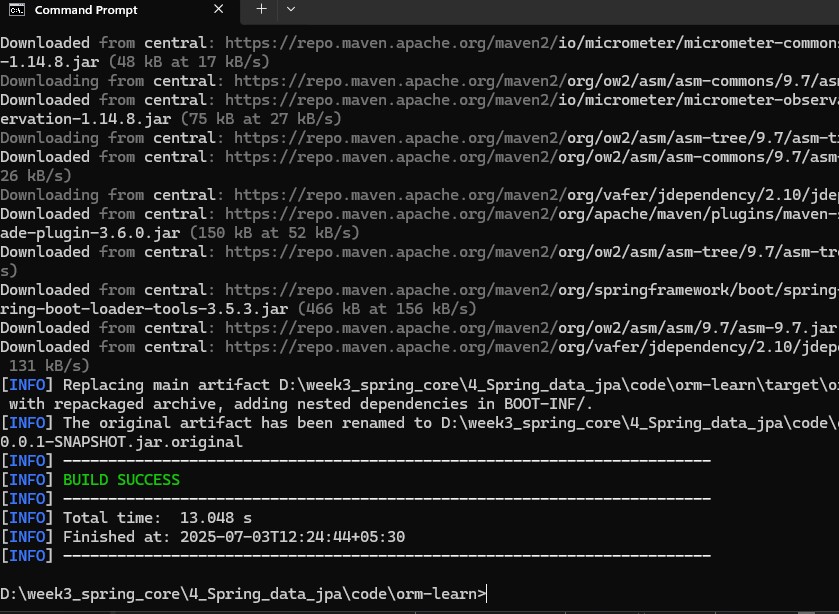 Command Prompt
Downloaded from central: https://repo.maven.apache.org/maven2/io/micrometer/micrometer-common
-1.14.8.jar (48 kB at 17 kB/s)
Downloading from central: https://repo.maven.apache.org/maven2/org/ow2/asm/asm-commons/9.7/asm
Downloaded from central: https://repo.maven.apache.org/maven2/io/micrometer/micrometer-observa
ervation-1.14.8.jar (75 kB at 27 kB/s)
Downloading from central: https://repo.maven.apache.org/maven2/org/ow2/asm/asm-tree/9.7/asm-t
Downloaded from central: https://repo.maven.apache.org/maven2/org/ow2/asm/asm-commons/9.7/asm-
26 kB/s)
Downloading from central: https://repo.maven.apache.org/maven2/org/vafer/jdependency/2.10/jdep
Downloaded from central: https://repo.maven.apache.org/maven2/org/apache/maven/plugins/maven-s
ade-plugin-3.6.0.jar (150 kB at 52 kB/s)
Downloaded from central: https://repo.maven.apache.org/maven2/org/ow2/asm/asm-tree/9.7/asm-tre
s)
Downloaded from central: https://repo.maven.apache.org/maven2/org/springframework/boot/spring-
ring-boot-loader-tools-3.5.3.jar (466 kB at 156 kB/s)
Downloaded from central: https://repo.maven.apache.org/maven2/org/ow2/asm/asm/9.7/asm-9.7.jar
Downloaded from central: https://repo.maven.apache.org/maven2/org/vafer/jdependency/2.10/jdepe
131 kB/s)
[INFO] Replacing main artifact D:\week3_spring_core\4_Spring_data_jpa\code\orm-learn\target\or
with repackaged archive, adding nested dependencies in BOOT-INF/.
[INFO] The original artifact has been renamed to D:\week3_spring_core\4_Spring_data_jpa\code\o
0.0.1-SNAPSHOT.jar.original
[INFO] ------------------------------------------------------------------------
[INFO] BUILD SUCCESS
[INFO] ------------------------------------------------------------------------
[INFO] Total time:  13.048 s
[INFO] Finished at: 2025-07-03T12:24:44+05:30
[INFO] ------------------------------------------------------------------------
D:\week3_spring_core\4_Spring_data_jpa\code\orm-learn>